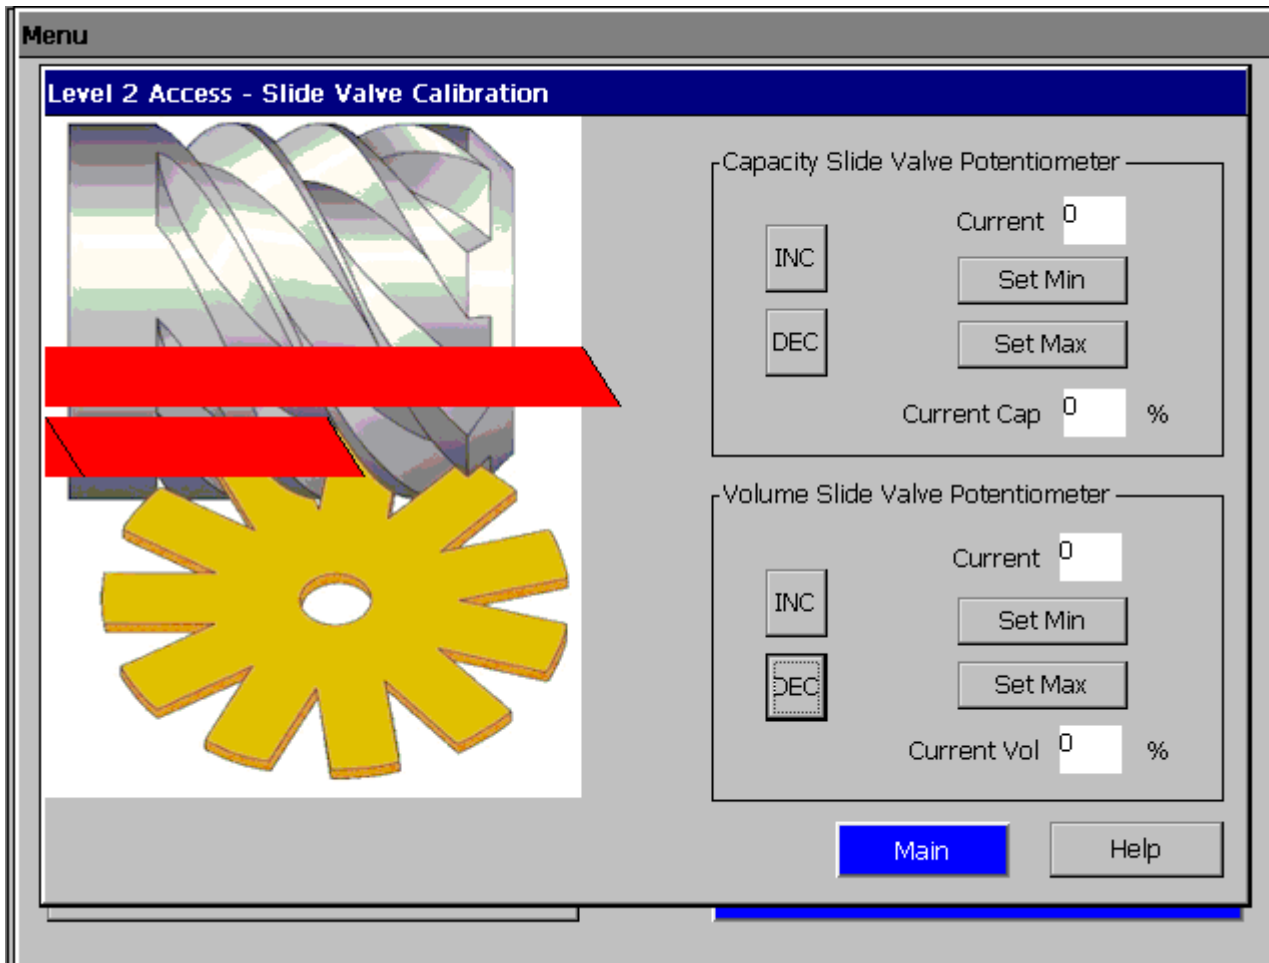 Menu
Level 2 Access - Slide Valve Calibration
Capacity Slide Valve Potentiometer
Current 0
INC
Set Min
DEC
Set Max
Current Cap 0 %
Volume Slide Valve Potentiometer
Current 0
INC
Set Min
DEC
Set Max
Current Vol 0 %
Main
Help